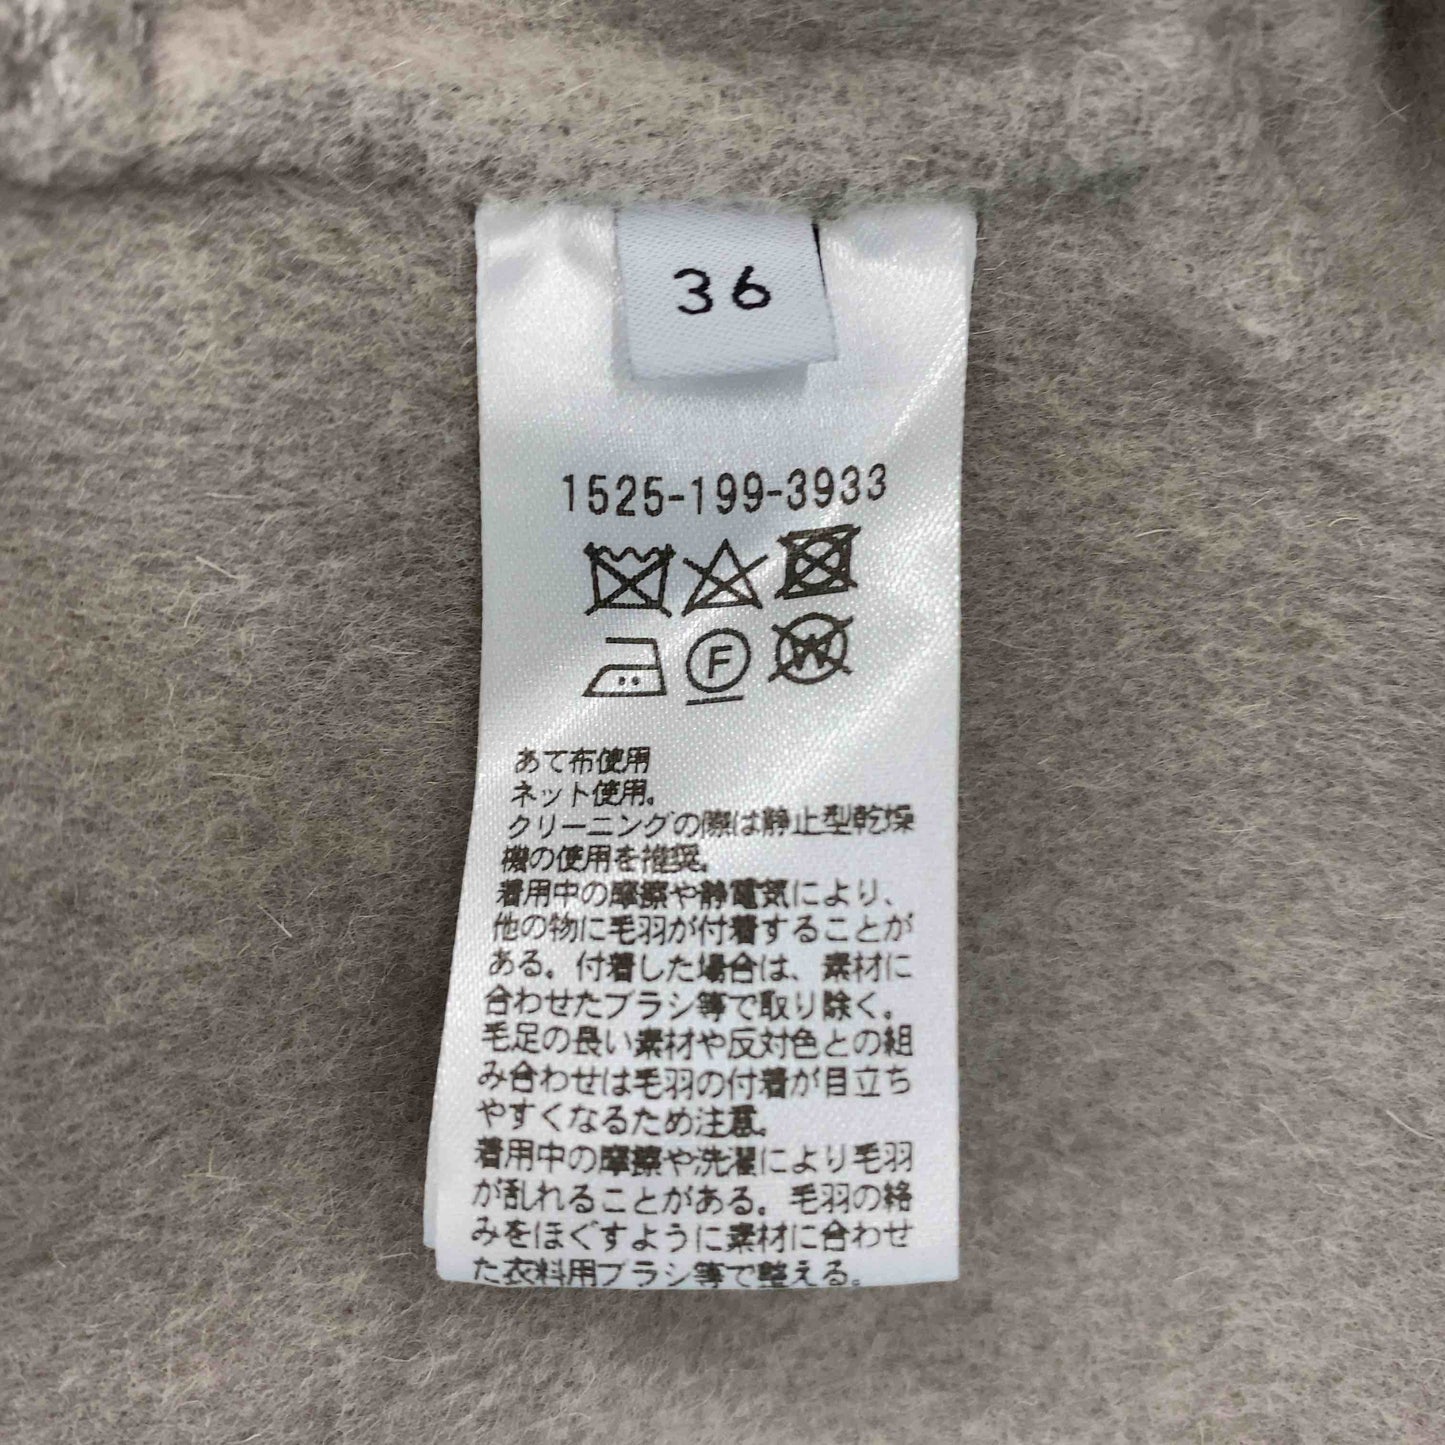 36
1525-199-3933
F
W
あて布使用
ネット使用。
クリーニングの際は静止型乾燥
機の使用を推奨。
着用中の摩擦や静電気により、
他の物に毛羽が付着することが
ある。付着した場合は、素材に
合わせたブラシ等で取り除く。
毛足の長い素材や反対色との組
み合わせは毛羽の付着が目立ち
やすくなるため注意。
着用中の摩擦や洗濯により毛羽
が乱れることがある。毛羽の絡
みをほぐすように素材に合わせ
た衣料用ブラシ等で整える。